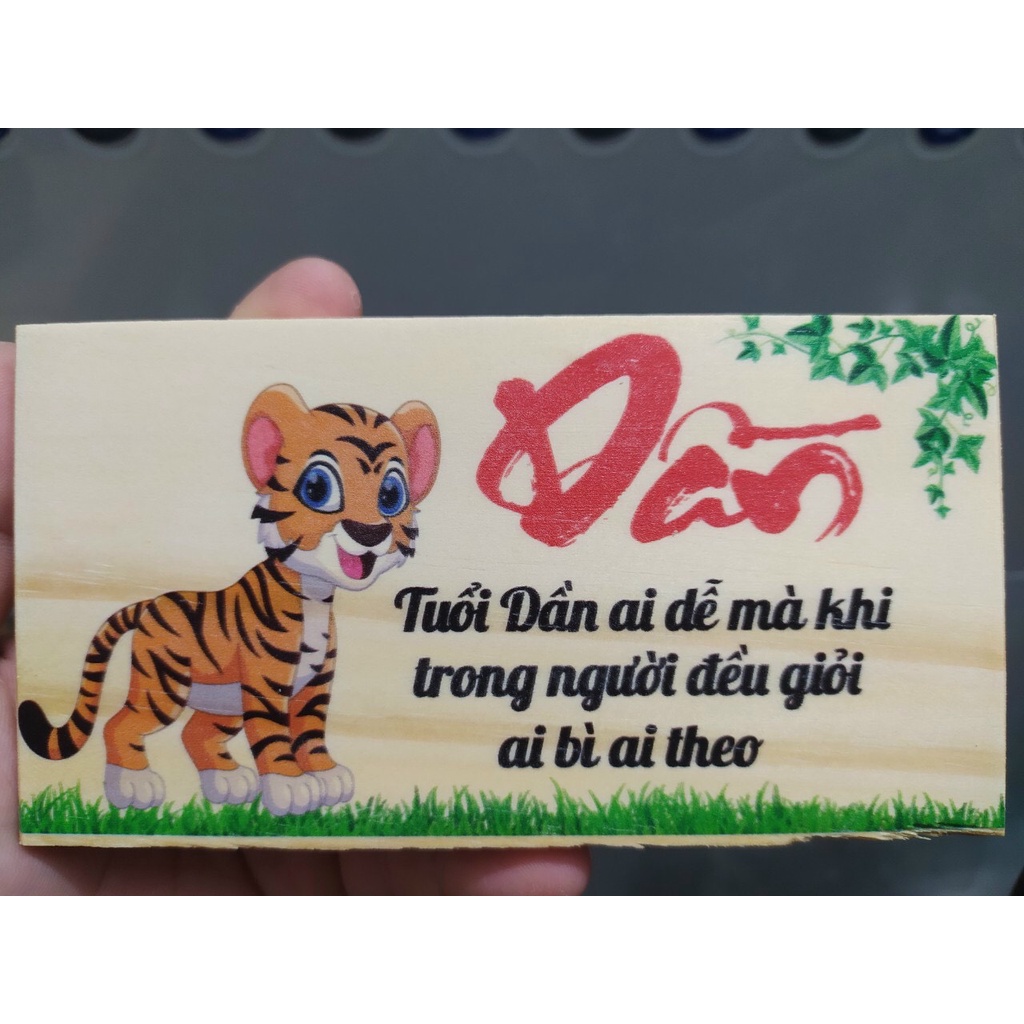 Dần
Tuổi Dần ai dễ mà khi
trong người đều giỏi
ai bì ai theo